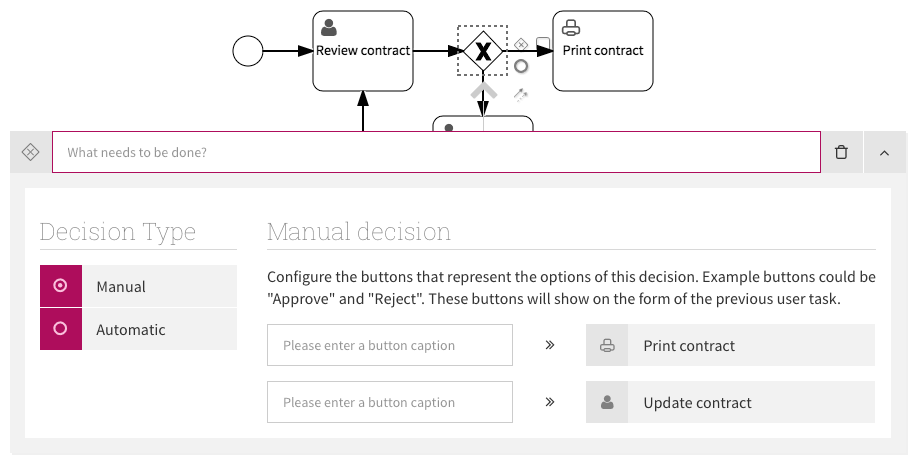 Review contract
Print contract
What needs to be done?
Decision Type
Manual
Automatic
Manual decision
Configure the buttons that represent the options of this decision. Example buttons could be
"Approve" and "Reject". These buttons will show on the form of the previous user task.
Please enter a button caption
Print contract
Please enter a button caption
Update contract